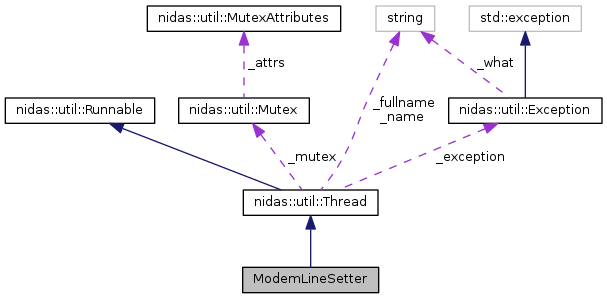 nidas::util::MutexAttributes
string
std::exception
_attrs
_what
_fullname
_name
nidas::util::Runnable
nidas::util::Mutex
nidas::util::Exception
_mutex
_exception
nidas::util::Thread
ModemLineSetter